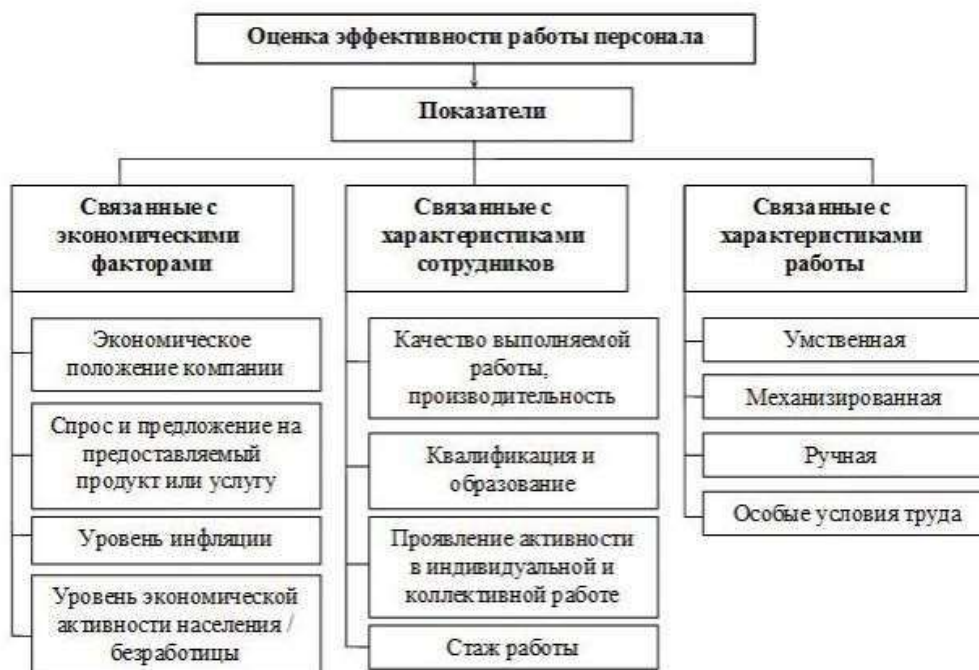 Оценка эффективности работы персонала
Показатели
Связанные с
экономическими
факторами
Экономическое
положение компании
Спрос и предложение на
предоставляемый
продукт или услугу
Уровень инфляции
Уровень экономической
активности населения /
безработицы
Связанные с
характеристиками
сотрудников
Качество выполняемой
работы,
производительность
Квалификация и
образование
Проявление активности
в индивидуальной и
коллективной работе
Стаж работы
Связанные с
характеристиками
работы
Умственная
Механизированная
Ручная
Особые условия труда